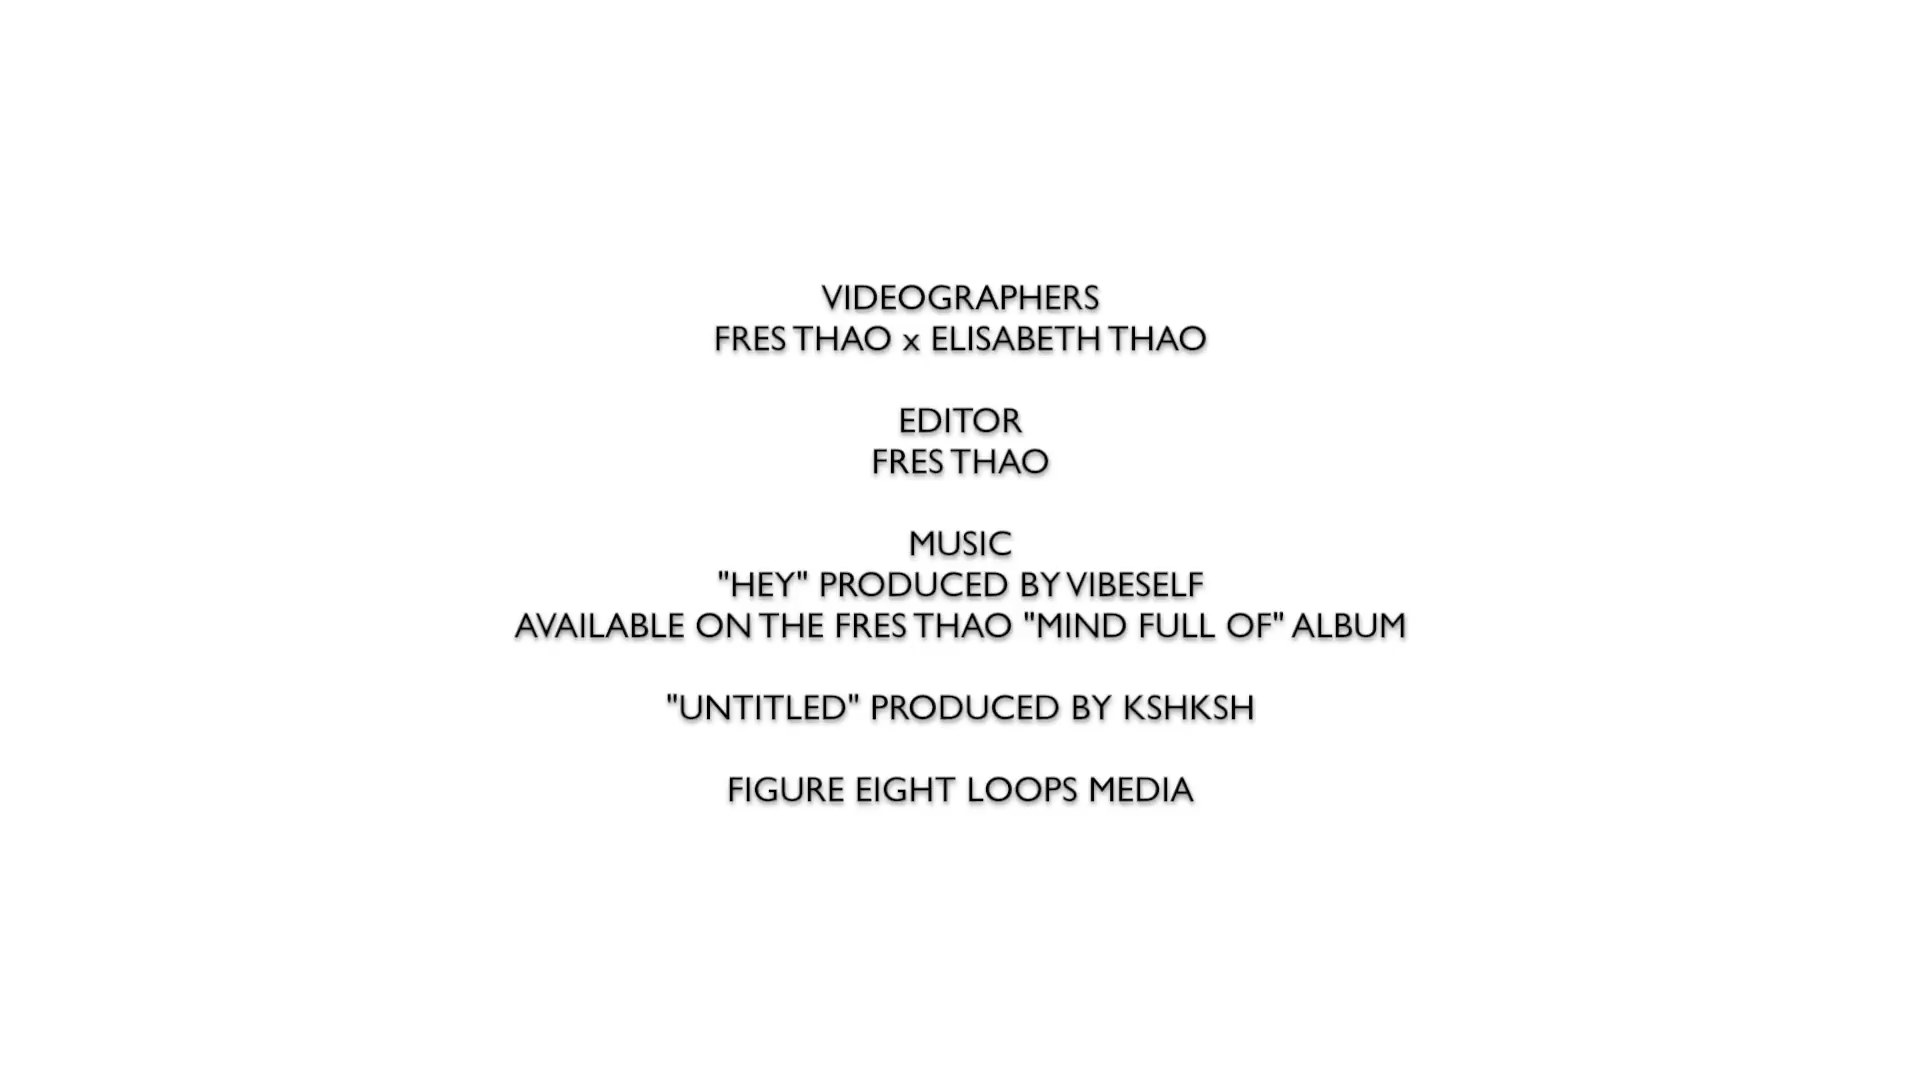 VIDEOGRAPHERS
FRES THAO x ELISABETH THAO
EDITOR
FRES THAO
MUSIC
"HEY" PRODUCED BY VIBESELF
AVAILABLE ON THE FRES THAO "MIND FULL OF" ALBUM
"UNTITLED" PRODUCED BY KSHKSH
FIGURE EIGHT LOOPS MEDIA